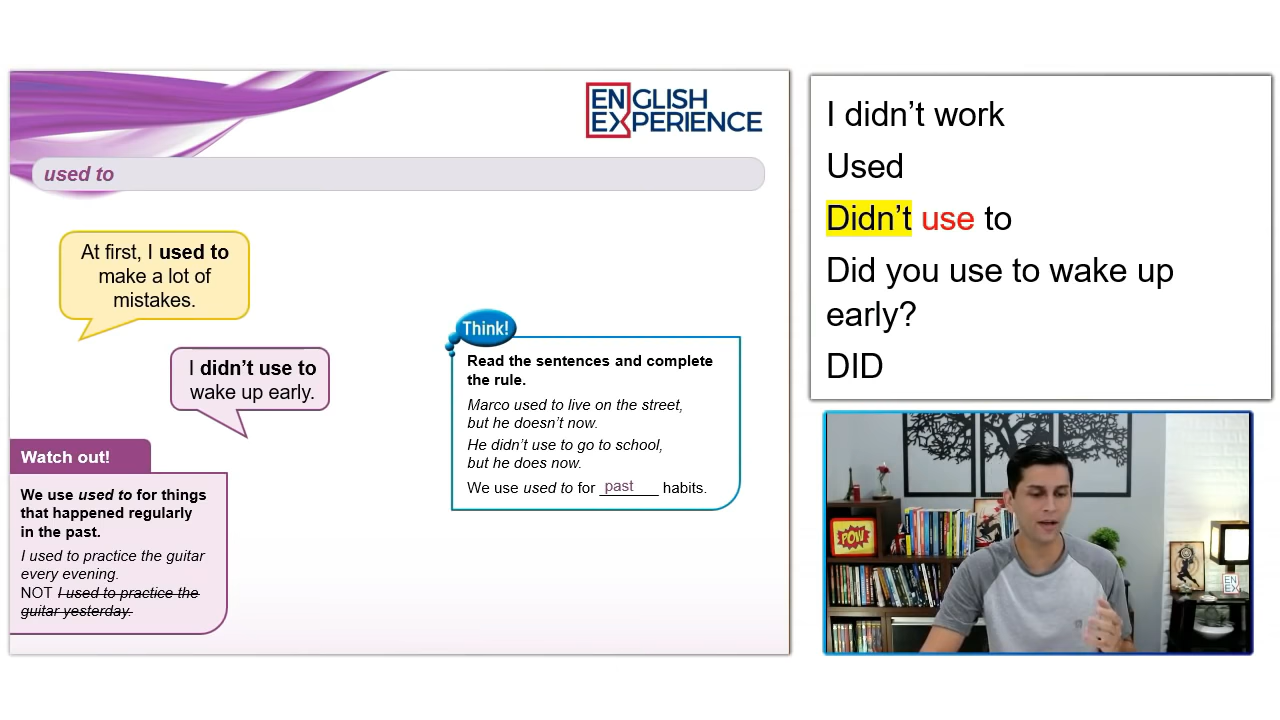 ENGLISH
EXPERIENCE
used to
At first, I used to
make a lot of
mistakes.
I didn't use to
wake up early.
Watch out!
We use used to for things
that happened regularly
in the past.
I used to practice the guitar
every evening.
NOT I used to practice the
guitar yesterday.
Think!
Read the sentences and complete
the rule.
Marco used to live on the street,
but he doesn't now.
He didn't use to go to school,
but he does now.
We use used to for past habits.
I didn't work
Used
Didn't use to
Did you use to wake up
early?
DID
POW
EN
EX